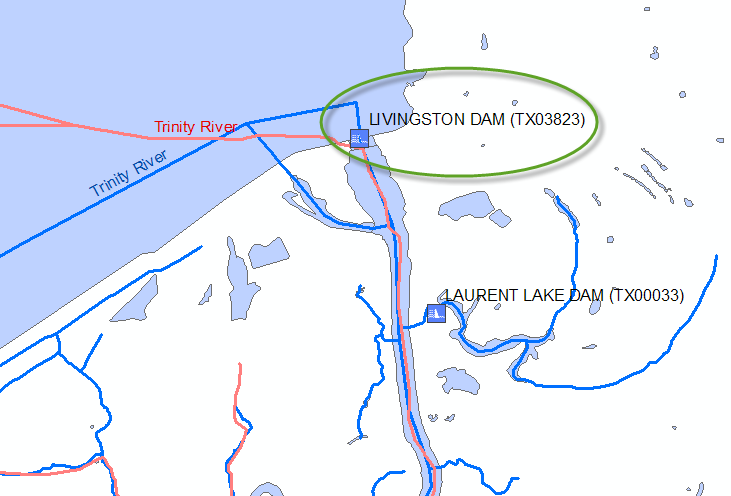 LIVINGSTON DAM (TX03823)
Trinity River
Trinity River
LAURENT LAKE DAM (TX00033)